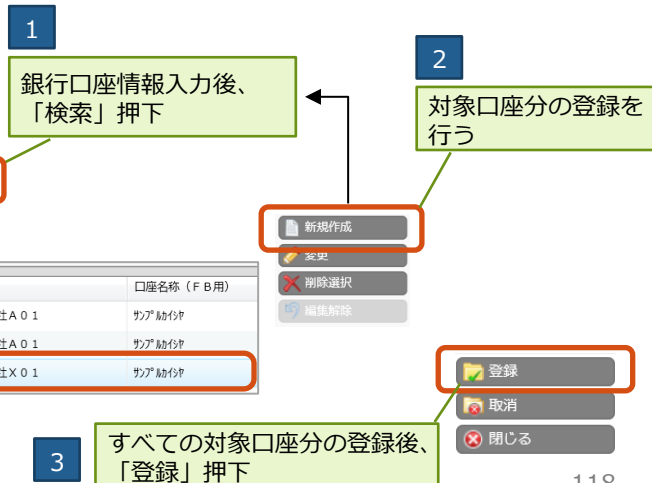 1
銀行口座情報入力後、
「検索」押下
2
対象口座分の登録を
行う
新規作成
変更
削除選択
編集解除
口座名称（ＦＢ用）
社Ａ０１
ｻﾝﾌﾟﾙｶｲｼﾔ
社Ａ０１
ｻﾝﾌﾟﾙｶｲｼﾔ
社Ｘ０１
ｻﾝﾌﾟﾙｶｲｼﾔ
登録
取消
閉じる
3
すべての対象口座分の登録後、
「登録」押下
118